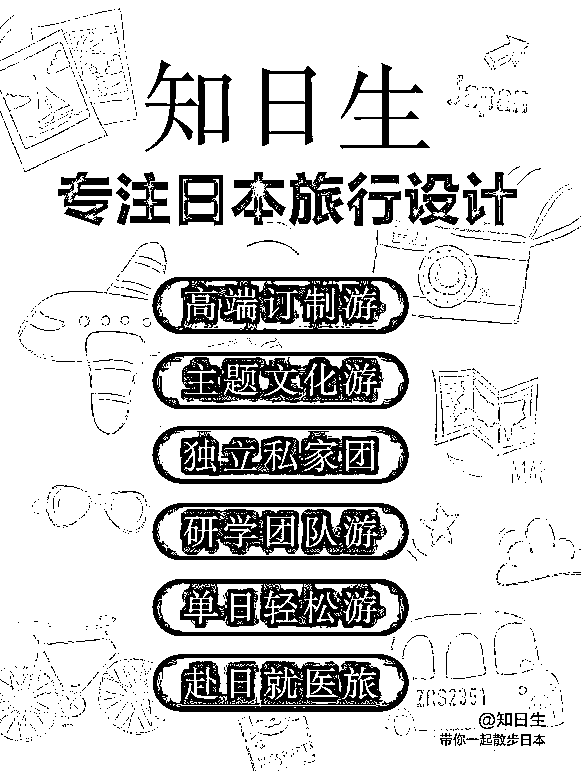 知日生
Japan
专注日本旅行设计
高端订制游
主题文化游
独立私家团
MAP
研学团队游
单日轻松游
赴日就医旅
@知日生
带你一起散步日本